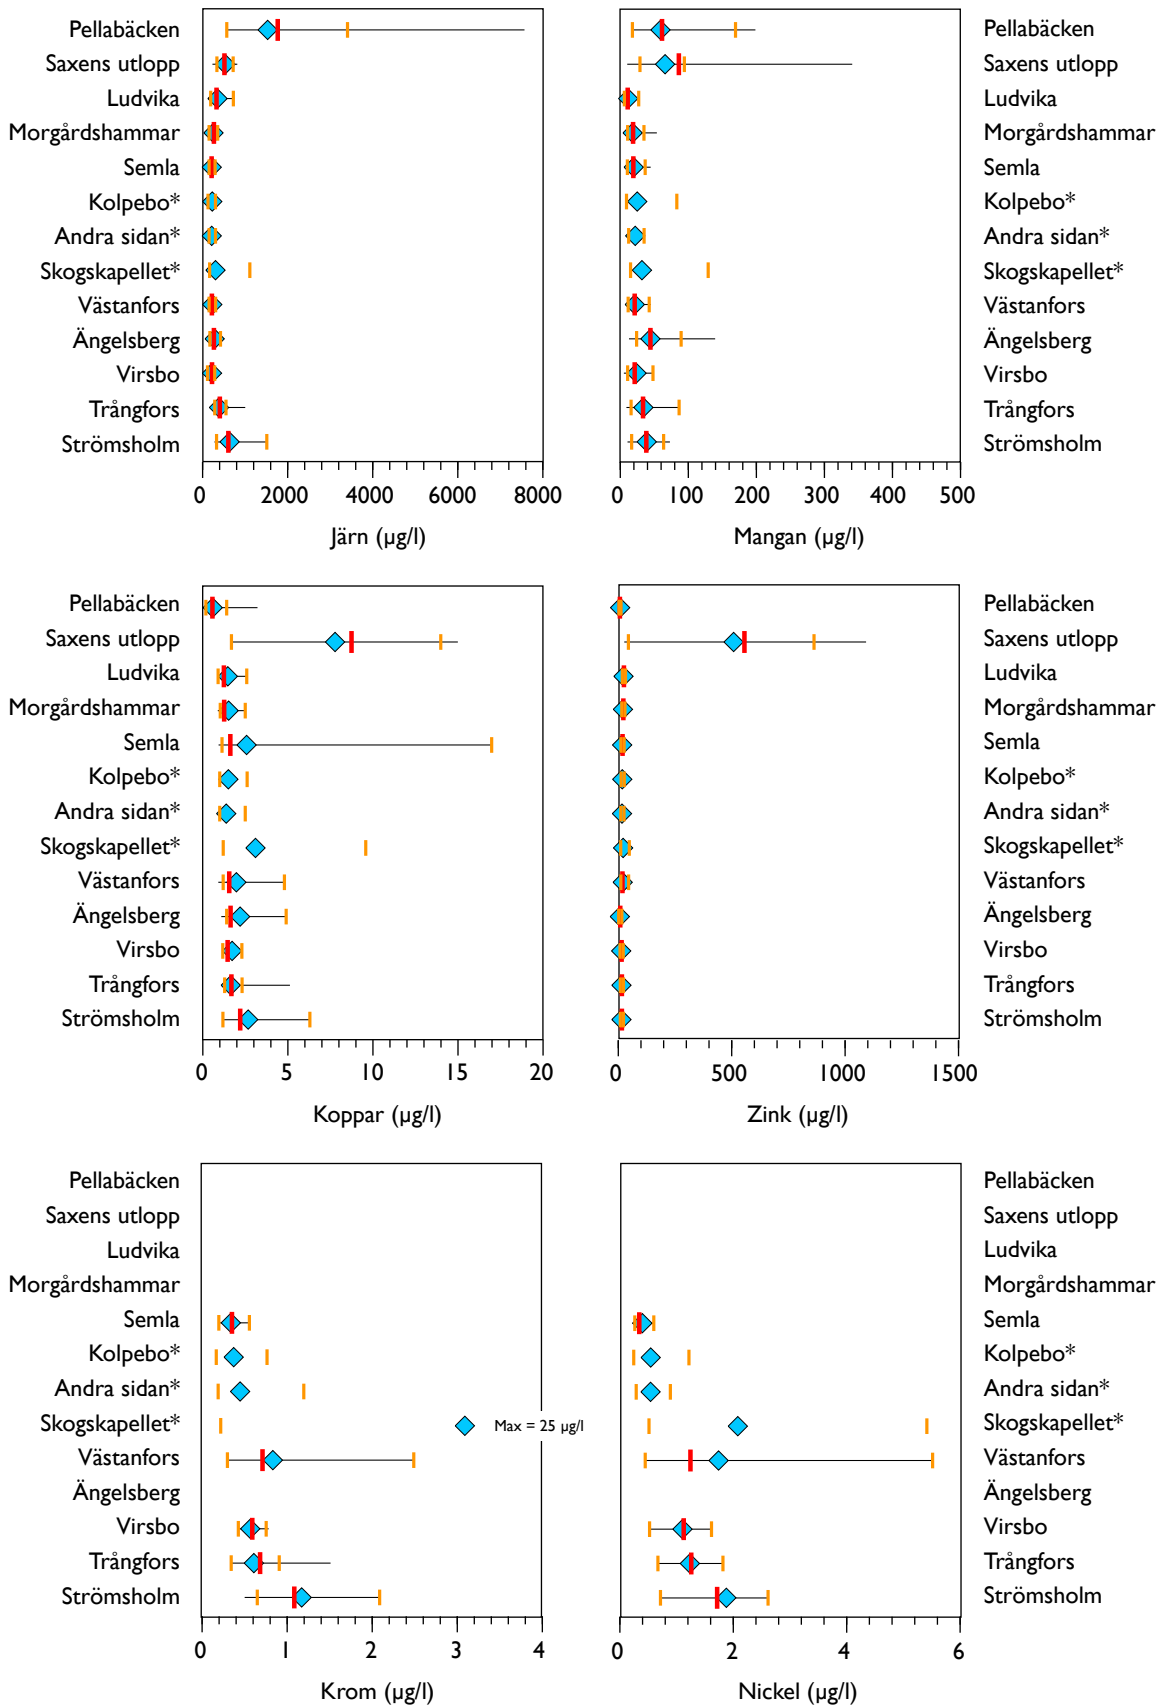 Pellabäcken
Saxens utlopp
Ludvika
Morgårdshammar
Semla
Kolpebo*
Andra sidan*
Skogskapellet*
Västanfors
Ängelsberg
Virsbo
Trångfors
Strömsholm
0 2000 4000 6000 8000
Järn (µg/l)
Pellabäcken
Saxens utlopp
Ludvika
Morgårdshammar
Semla
Kolpebo*
Andra sidan*
Skogskapellet*
Västanfors
Ängelsberg
Virsbo
Trångfors
Strömsholm
0 100 200 300 400 500
Mangan (µg/l)
Pellabäcken
Saxens utlopp
Ludvika
Morgårdshammar
Semla
Kolpebo*
Andra sidan*
Skogskapellet*
Västanfors
Ängelsberg
Virsbo
Trångfors
Strömsholm
0 5 10 15 20
Koppar (µg/l)
Pellabäcken
Saxens utlopp
Ludvika
Morgårdshammar
Semla
Kolpebo*
Andra sidan*
Skogskapellet*
Västanfors
Ängelsberg
Virsbo
Trångfors
Strömsholm
0 500 1000 1500
Zink (µg/l)
Pellabäcken
Saxens utlopp
Ludvika
Morgårdshammar
Semla
Kolpebo*
Andra sidan*
Skogskapellet*
Max = 25 µg/l
Västanfors
Ängelsberg
Virsbo
Trångfors
Strömsholm
0 1 2 3 4
Krom (µg/l)
Pellabäcken
Saxens utlopp
Ludvika
Morgårdshammar
Semla
Kolpebo*
Andra sidan*
Skogskapellet*
Västanfors
Ängelsberg
Virsbo
Trångfors
Strömsholm
0 2 4 6
Nickel (µg/l)